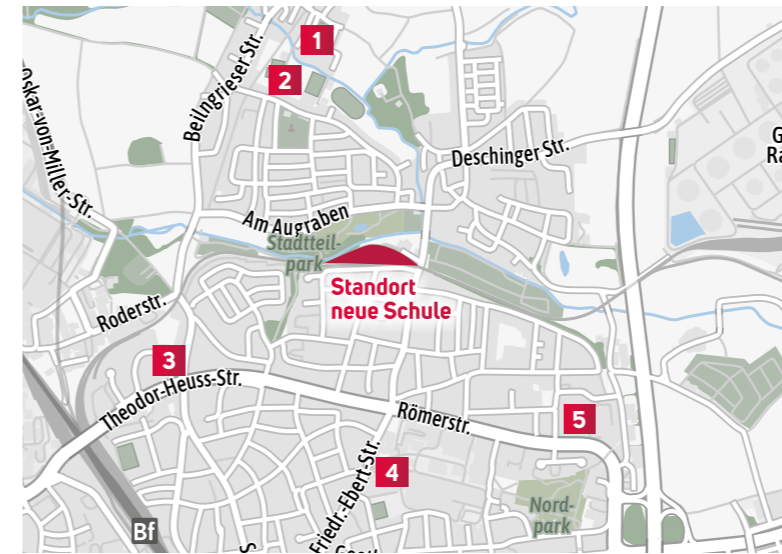 1
2
Beilngrieser Str.
Oskar-von-Miller-Str.
Deschinger Str.
G
Ra
Am Augraben
Stadtteil-
park
Standort
neue Schule
Roderstr.
3
Theodor-Heuss-Str.
Römerstr.
5
4
Friedr.-Ebert-Str.
Nord-
park
Bf
S